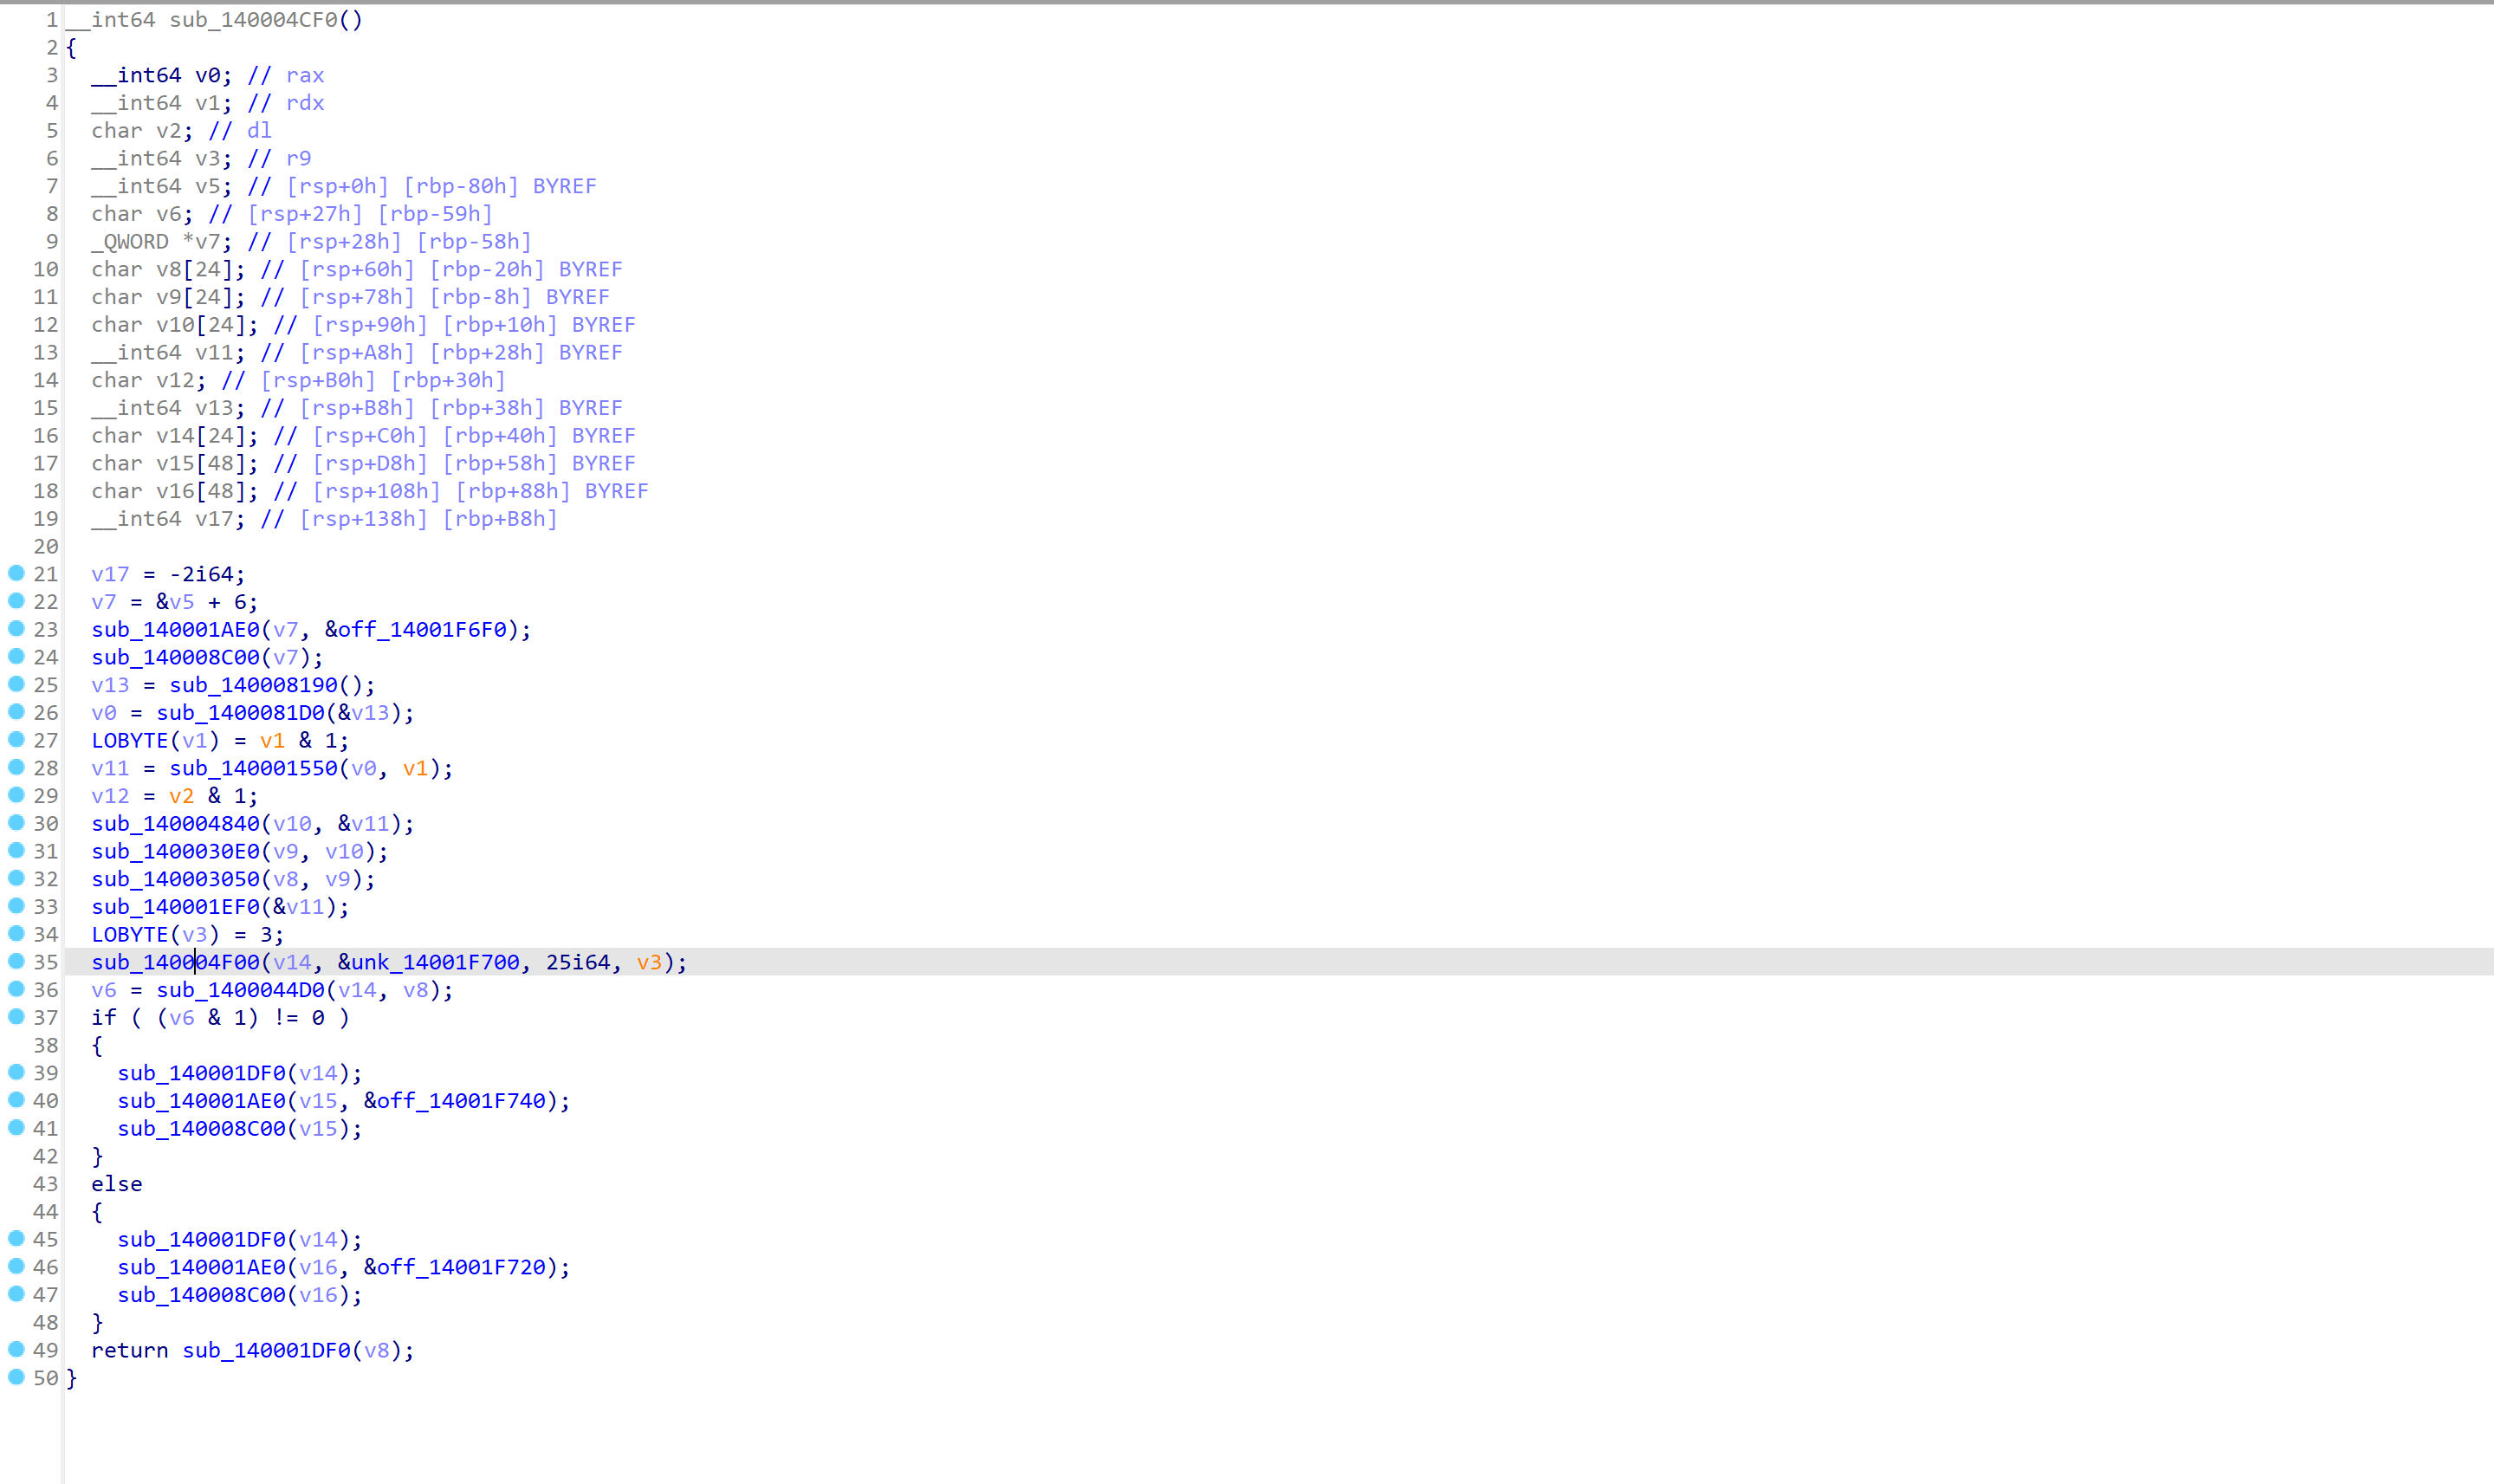 1 __int64 sub_140004CF0()
2 {
3 __int64 v0; // rax
4 __int64 v1; // rdx
5 char v2; // dl
6 __int64 v3; // r9
7 __int64 v5; // [rsp+0h] [rbp-80h] BYREF
8 char v6; // [rsp+27h] [rbp-59h]
9 _QWORD *v7; // [rsp+28h] [rbp-58h]
10 char v8[24]; // [rsp+60h] [rbp-20h] BYREF
11 char v9[24]; // [rsp+78h] [rbp-8h] BYREF
12 char v10[24]; // [rsp+90h] [rbp+10h] BYREF
13 __int64 v11; // [rsp+A8h] [rbp+28h] BYREF
14 char v12; // [rsp+B0h] [rbp+30h]
15 __int64 v13; // [rsp+B8h] [rbp+38h] BYREF
16 char v14[24]; // [rsp+C0h] [rbp+40h] BYREF
17 char v15[48]; // [rsp+D8h] [rbp+58h] BYREF
18 char v16[48]; // [rsp+108h] [rbp+88h] BYREF
19 __int64 v17; // [rsp+138h] [rbp+B8h]
20
21 v17 = -2i64;
22 v7 = &v5 + 6;
23 sub_140001AE0(v7, &off_14001F6F0);
24 sub_140008C00(v7);
25 v13 = sub_140008190();
26 v0 = sub_1400081D0(&v13);
27 LOBYTE(v1) = v1 & 1;
28 v11 = sub_140001550(v0, v1);
29 v12 = v2 & 1;
30 sub_140004840(v10, &v11);
31 sub_1400030E0(v9, v10);
32 sub_140003050(v8, v9);
33 sub_140001EF0(&v11);
34 LOBYTE(v3) = 3;
35 sub_140004F00(v14, &unk_14001F700, 25i64, v3);
36 v6 = sub_1400044D0(v14, v8);
37 if ( (v6 & 1) != 0 )
38 {
39 sub_140001DF0(v14);
40 sub_140001AE0(v15, &off_14001F740);
41 sub_140008C00(v15);
42 }
43 else
44 {
45 sub_140001DF0(v14);
46 sub_140001AE0(v16, &off_14001F720);
47 sub_140008C00(v16);
48 }
49 return sub_140001DF0(v8);
50 }